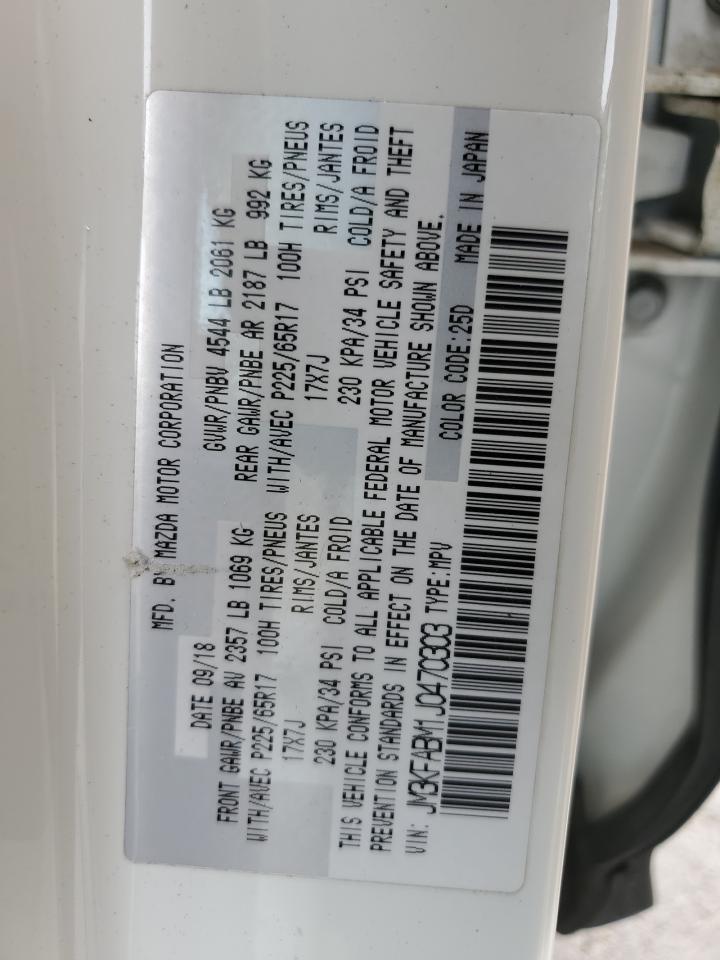 MFD. BY MAZDA MOTOR CORPORATION
DATE 09/18 GVWR/PNBV 4544 LB 2061 KG
FRONT GAWR/PNBE AV 2357 LB 1069 KG REAR GAWR/PNBE AR 2187 LB 992 KG
WITH/AVEC P225/65R17 100H TIRES/PNEUS WITH/AVEC P225/65R17 100H TIRES/PNEUS
17X7J RIMS/JANTES 17X7J RIMS/JANTES
230 KPA/34 PSI COLD/A FROID 230 KPA/34 PSI COLD/A FROID
THIS VEHICLE CONFORMS TO ALL APPLICABLE FEDERAL MOTOR VEHICLE SAFETY AND THEFT
PREVENTION STANDARDS IN EFFECT ON THE DATE OF MANUFACTURE SHOWN ABOVE.
VIN: JM3KFABM1J0470303 TYPE:MPV COLOR CODE:25D MADE IN JAPAN